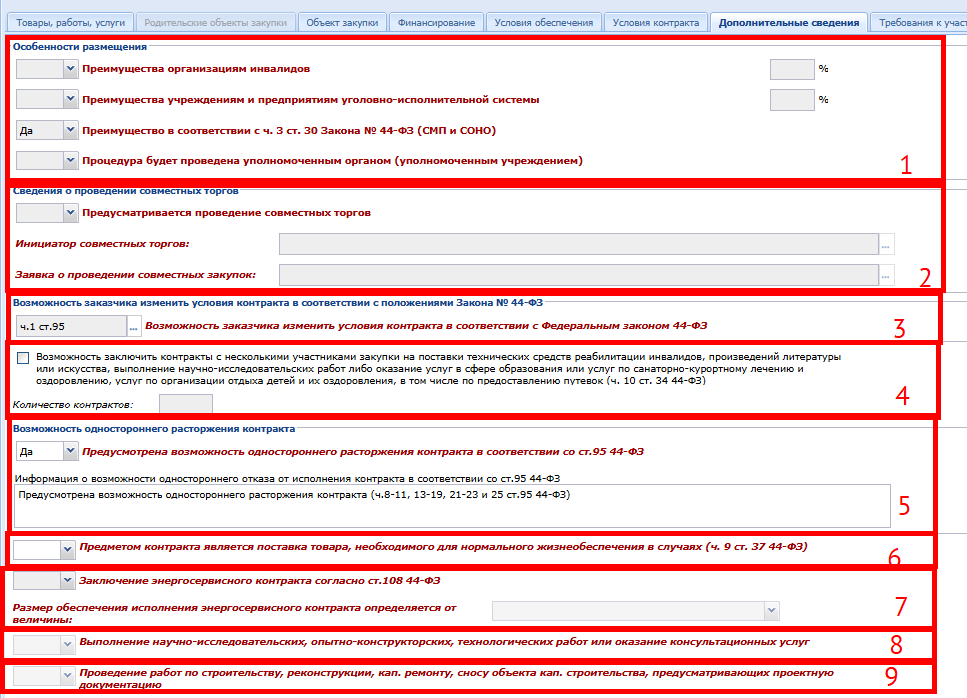 Товары, работы, услуги
Родительские объекты закупки
Объект закупки
Финансирование
Условия обеспечения
Условия контракта
Дополнительные сведения
Требования к участ
Особенности размещения
Преимущества организациям инвалидов
%
Преимущества учреждениям и предприятиям уголовно-исполнительной системы
%
Да
Преимущество в соответствии с ч. 3 ст. 30 Закона № 44-ФЗ (СМП и СОНО)
Процедура будет проведена уполномоченным органом (уполномоченным учреждением)
1
Сведения о проведении совместных торгов
Предусматривается проведение совместных торгов
Инициатор совместных торгов:
...
Заявка о проведении совместных закупок:
...
2
Возможность заказчика изменить условия контракта в соответствии с положениями Закона № 44-ФЗ
ч.1 ст.95
...
Возможность заказчика изменить условия контракта в соответствии с Федеральным законом 44-ФЗ
3
Возможность заключить контракты с несколькими участниками закупки на поставки технических средств реабилитации инвалидов, произведений литературы
или искусства, выполнение научно-исследовательских работ либо оказание услуг в сфере образования или услуг по санаторно-курортному лечению и
оздоровлению, услуг по организации отдыха детей и их оздоровления, в том числе по предоставлению путевок (ч. 10 ст. 34 44-ФЗ)
Количество контрактов:
4
Возможность одностороннего расторжения контракта
Да
Предусмотрена возможность одностороннего расторжения контракта в соответствии со ст.95 44-ФЗ
Информация о возможности одностороннего отказа от исполнения контракта в соответствии со ст.95 44-ФЗ
Предусмотрена возможность одностороннего расторжения контракта (ч.8-11, 13-19, 21-23 и 25 ст.95 44-ФЗ)
5
Предметом контракта является поставка товара, необходимого для нормального жизнеобеспечения в случаях (ч. 9 ст. 37 44-ФЗ)
6
Заключение энергосервисного контракта согласно ст.108 44-ФЗ
Размер обеспечения исполнения энергосервисного контракта определяется от
величины:
7
Выполнение научно-исследовательских, опытно-конструкторских, технологических работ или оказание консультационных услуг
8
Проведение работ по строительству, реконструкции, кап. ремонту, сносу объекта кап. строительства, предусматривающих проектную
документацию
9